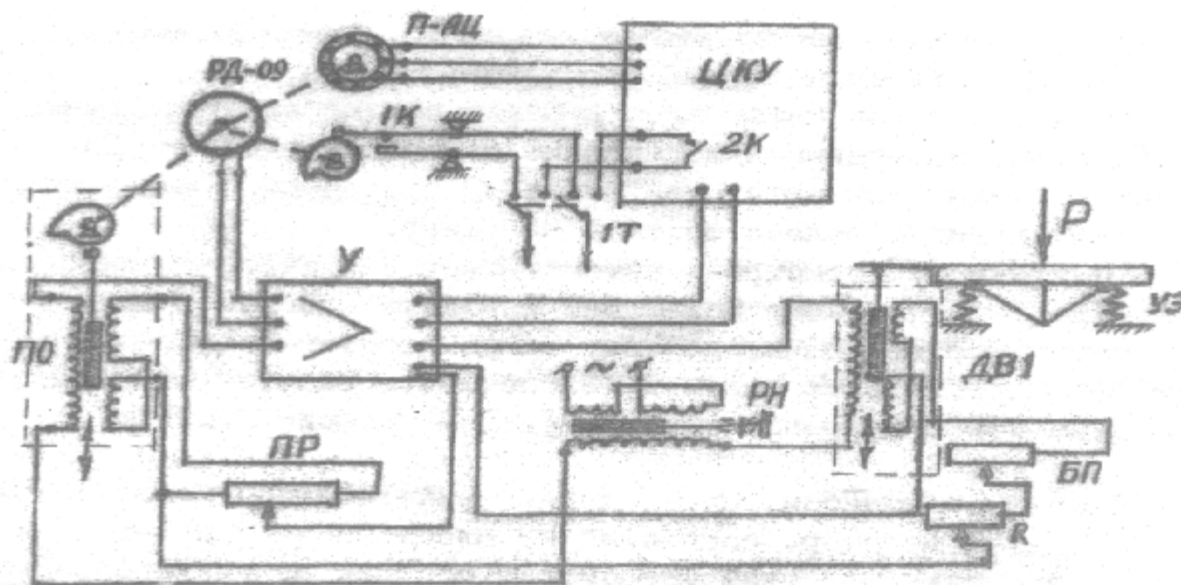 П-АЦ
РД-09
ЦКУ
1К
2К
1Т
Р
У
УЭ
ПО
ДВ1
~
РН
ПР
БП
R